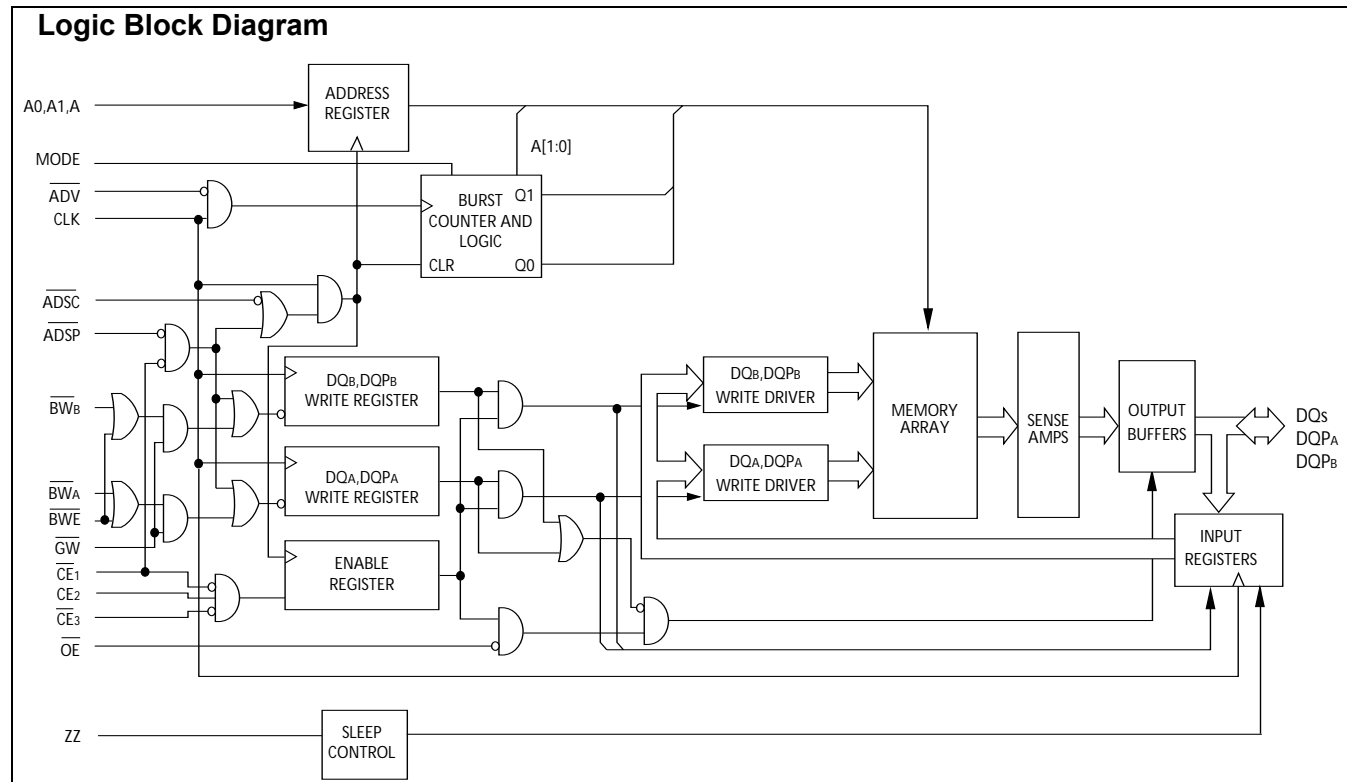 Logic Block Diagram
A0,A1,A
ADDRESS
REGISTER
MODE
A[1:0]
ADV
CLK
BURST
COUNTER AND
LOGIC
Q1
CLR
Q0
ADSC
ADSP
DQB,DQPB
WRITE REGISTER
DQB,DQPB
WRITE DRIVER
MEMORY
ARRAY
SENSE
AMPS
OUTPUT
BUFFERS
DQs
DQPA
DQPB
BWB
DQA,DQPA
WRITE REGISTER
DQA,DQPA
WRITE DRIVER
BWA
BWE
GW
CE1
CE2
CE3
ENABLE
REGISTER
INPUT
REGISTERS
OE
ZZ
SLEEP
CONTROL